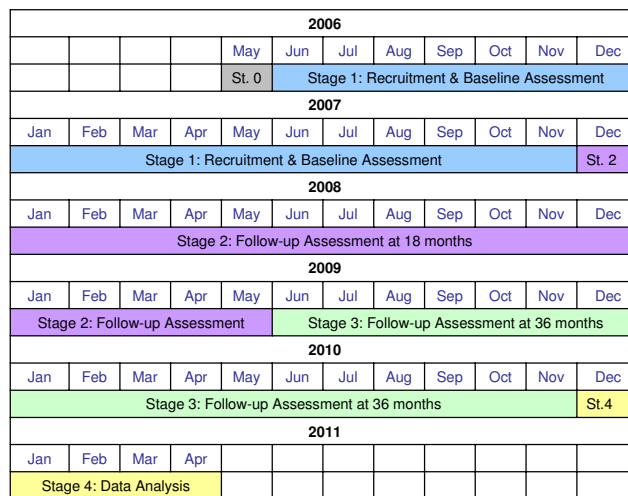 2006
May Jun Jul Aug Sep Oct Nov Dec
St. 0 Stage 1: Recruitment & Baseline Assessment
2007
Jan Feb Mar Apr May Jun Jul Aug Sep Oct Nov Dec
Stage 1: Recruitment & Baseline Assessment St. 2
2008
Jan Feb Mar Apr May Jun Jul Aug Sep Oct Nov Dec
Stage 2: Follow-up Assessment at 18 months
2009
Jan Feb Mar Apr May Jun Jul Aug Sep Oct Nov Dec
Stage 2: Follow-up Assessment Stage 3: Follow-up Assessment at 36 months
2010
Jan Feb Mar Apr May Jun Jul Aug Sep Oct Nov Dec
Stage 3: Follow-up Assessment at 36 months St.4
2011
Jan Feb Mar Apr
Stage 4: Data Analysis